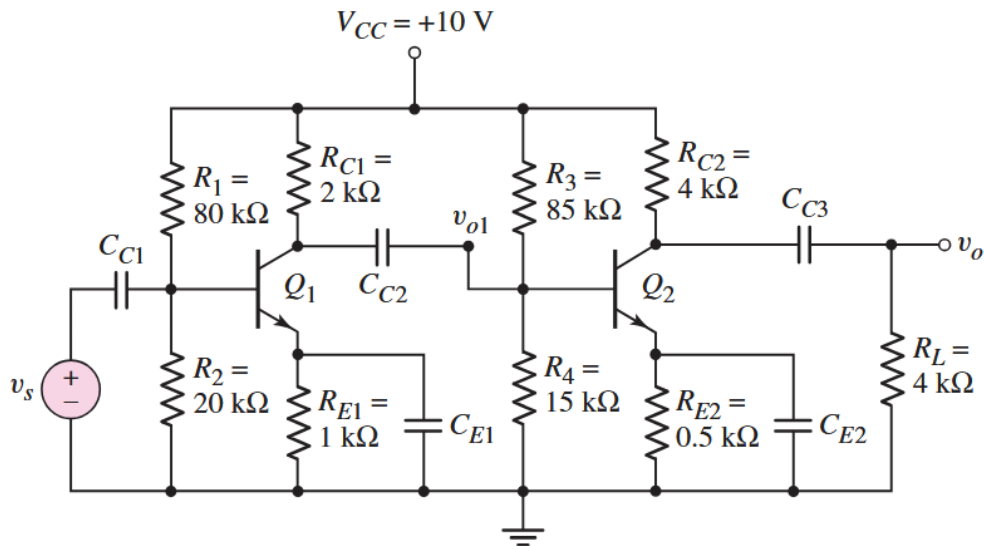 V_CC = +10 V
R_1 =
80 kΩ
R_C1 =
2 kΩ
R_3 =
85 kΩ
R_C2 =
4 kΩ
C_C1
v_o1
C_C3
v_o
Q_1
C_C2
Q_2
v_s
+
−
R_2 =
20 kΩ
R_E1 =
1 kΩ
C_E1
R_4 =
15 kΩ
R_E2 =
0.5 kΩ
C_E2
R_L =
4 kΩ